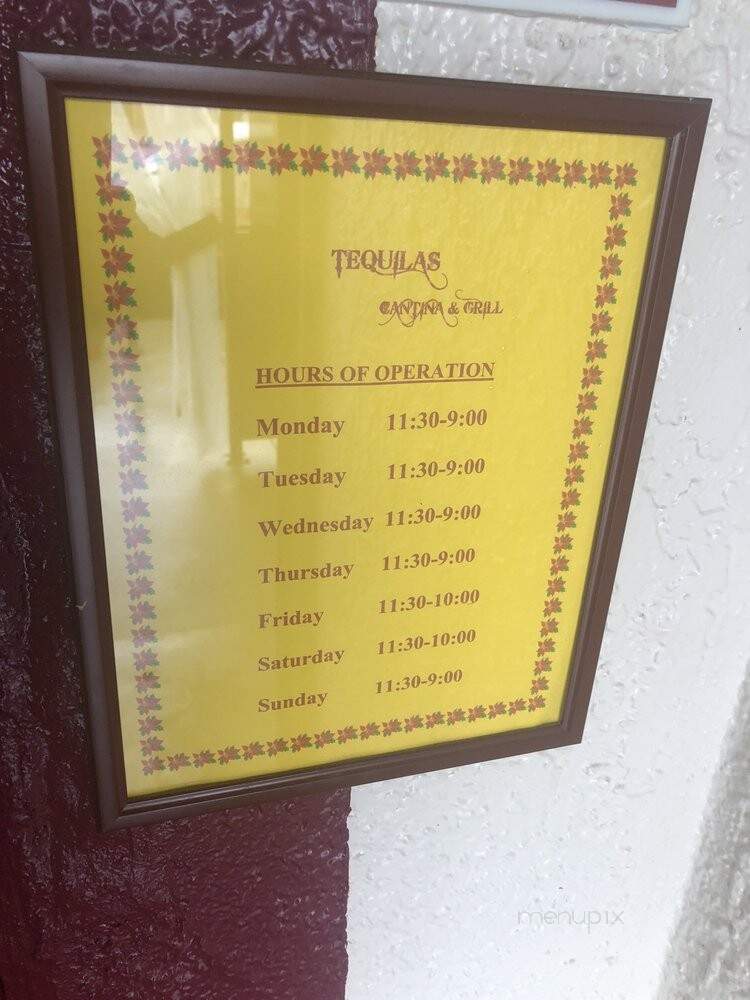 TEQUILAS
CANTINA & GRILL
HOURS OF OPERATION
Monday 11:30-9:00
Tuesday 11:30-9:00
Wednesday 11:30-9:00
Thursday 11:30-9:00
Friday 11:30-10:00
Saturday 11:30-10:00
Sunday 11:30-9:00
menupix